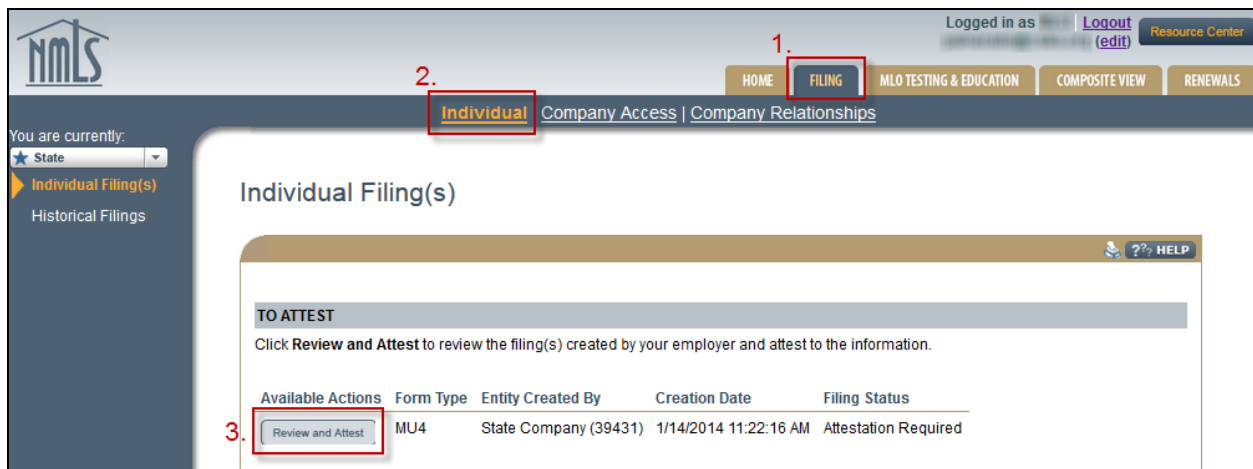 NMLS
Logged in as
Logout
(edit)
Resource Center
1.
HOME FILING MLO TESTING & EDUCATION COMPOSITE VIEW RENEWALS
2.
Individual Company Access | Company Relationships
You are currently:
State
Individual Filing(s)
Historical Filings
Individual Filing(s)
??? HELP
TO ATTEST
Click Review and Attest to review the filing(s) created by your employer and attest to the information.
Available Actions Form Type Entity Created By Creation Date Filing Status
3. Review and Attest MU4 State Company (39431) 1/14/2014 11:22:16 AM Attestation Required